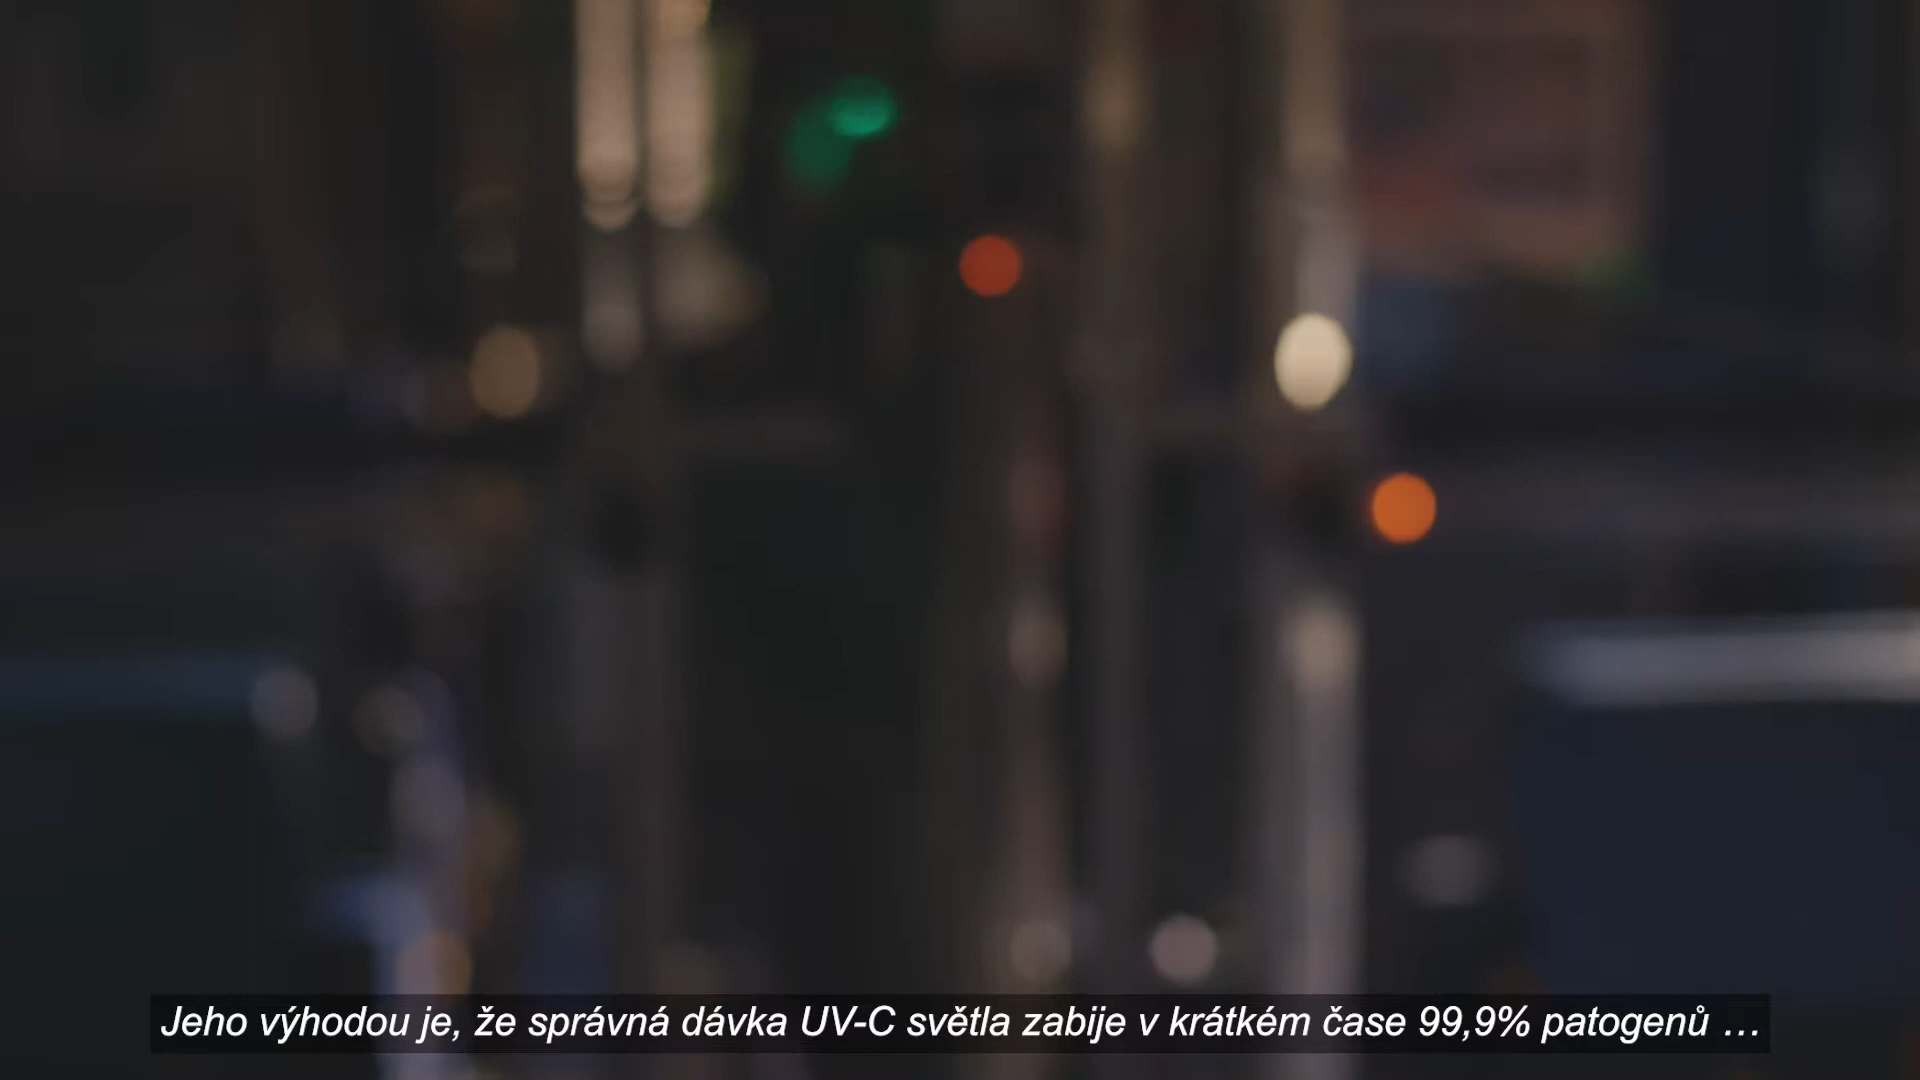 Jeho výhodou je, že správná dávka UV-C světla zabije v krátkém čase 99,9% patogenů …